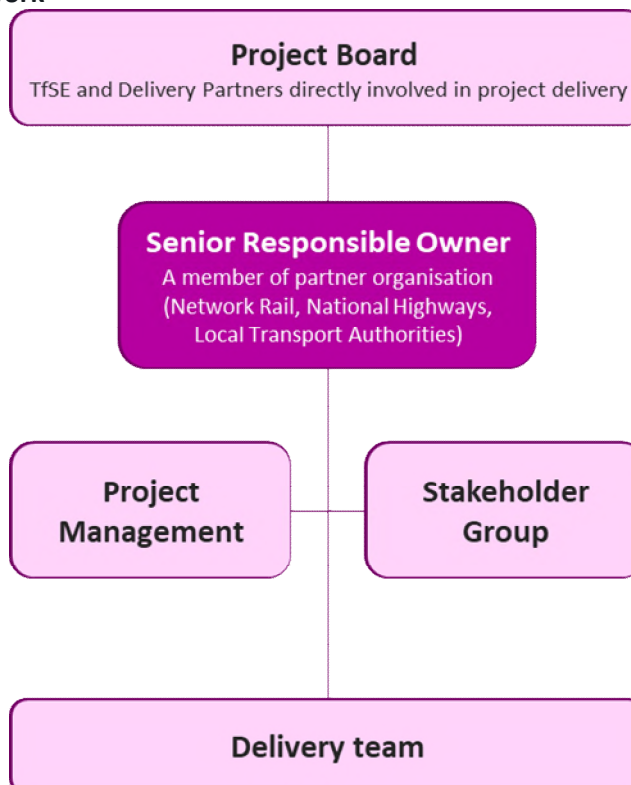 Project Board
TfSE and Delivery Partners directly involved in project delivery
Senior Responsible Owner
A member of partner organisation
(Network Rail, National Highways,
Local Transport Authorities)
Project
Management
Stakeholder
Group
Delivery team